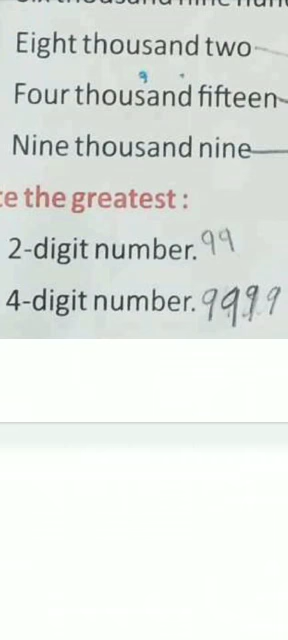 Eight thousand two
9
Four thousand fifteen
Nine thousand nine
e the greatest :
2-digit number. 99
4-digit number. 9999